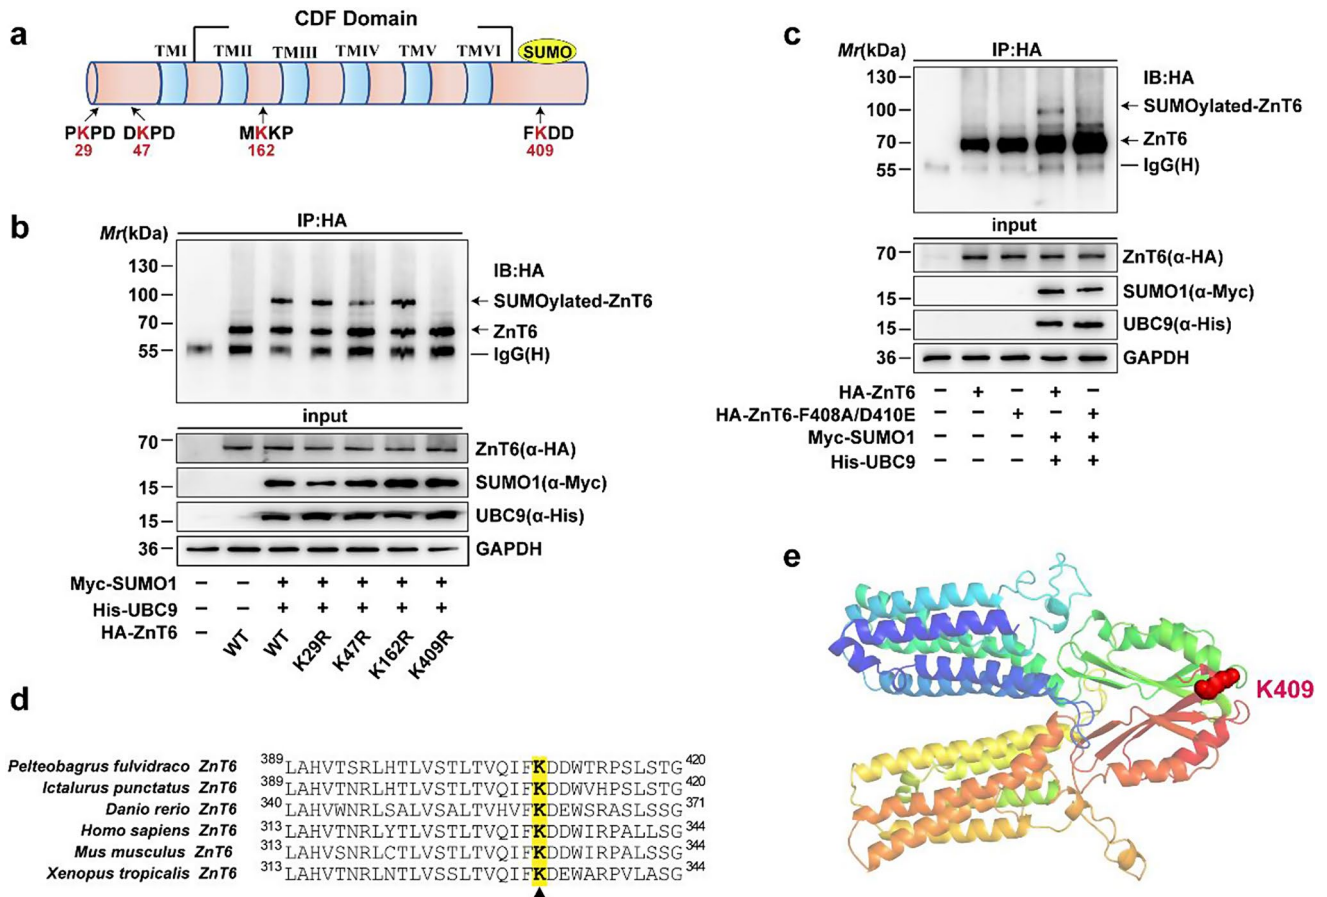 a
CDF Domain
TMI TMII TMIII TMIV TMV TMVI SUMO
PKPD DKPD MKKP FKDD
29 47 162 409
b
IP:HA
Mr(kDa)
IB:HA
130
100
SUMOylated-ZnT6
70
ZnT6
55
IgG(H)
input
70
ZnT6(α-HA)
15
SUMO1(α-Myc)
15
UBC9(α-His)
36
GAPDH
Myc-SUMO1 – – + + + + +
His-UBC9 – – + + + + +
HA-ZnT6 – WT WT K29R K47R K162R K409R
c
IP:HA
Mr(kDa)
130
IB:HA
100
SUMOylated-ZnT6
70
ZnT6
55
IgG(H)
input
70
ZnT6(α-HA)
15
SUMO1(α-Myc)
15
UBC9(α-His)
36
GAPDH
HA-ZnT6 – + – + –
HA-ZnT6-F408A/D410E – – + – +
Myc-SUMO1 – – – + +
His-UBC9 – – – + +
d
Pelteobagrus fulvidraco ZnT6 389 LAHVTSRLHTLVSTLTVQIFKDDWTRPSLSTG 420
Ictalurus punctatus ZnT6 389 LAHVTNRLHTLVSTLTVQIFKDDWVHPSLSTG 420
Danio rerio ZnT6 340 LAHVWNRLSALVSALTVHVFKDEWSRASLSSG 371
Homo sapiens ZnT6 313 LAHVTNRLYTLVSTLTVQIFKDDWIRPALLSG 344
Mus musculus ZnT6 313 LAHVSNRLCTLVSTLTVQIFKDDWIRPALSSG 344
Xenopus tropicalis ZnT6 313 LAHVTNRLNTLVSTLTVQIFKDEWARPVLASG 344
e
K409